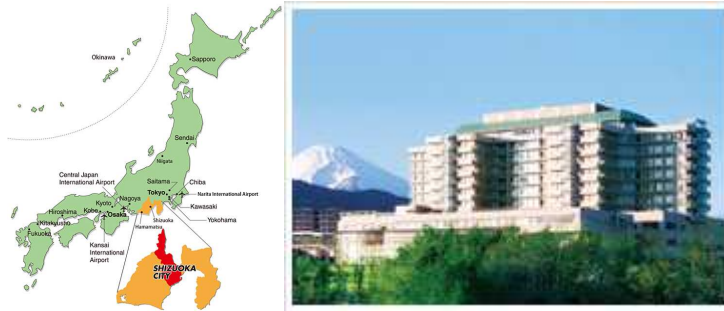 Okinawa
Sapporo
Sendai
Niigata
Central Japan
International Airport
Saitama
Chiba
Tokyo
Narita International Airport
Kyoto
Nagoya
Kawasaki
Hiroshima
Kobe
Osaka
Yokohama
Kitakyusho
Shizuoka
Hamamatsu
Fukuoka
Kansai
International
Airport
SHIZUOKA
CITY